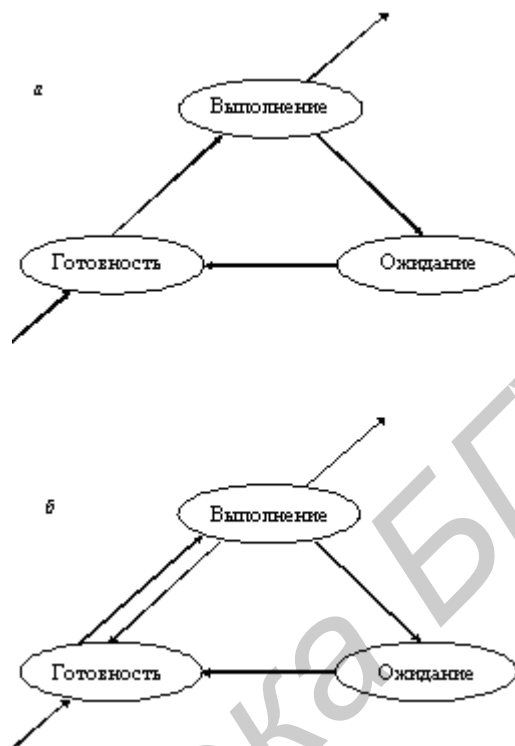 а
Выполнение
Готовность
Ожидание
б
Выполнение
Готовность
Ожидание